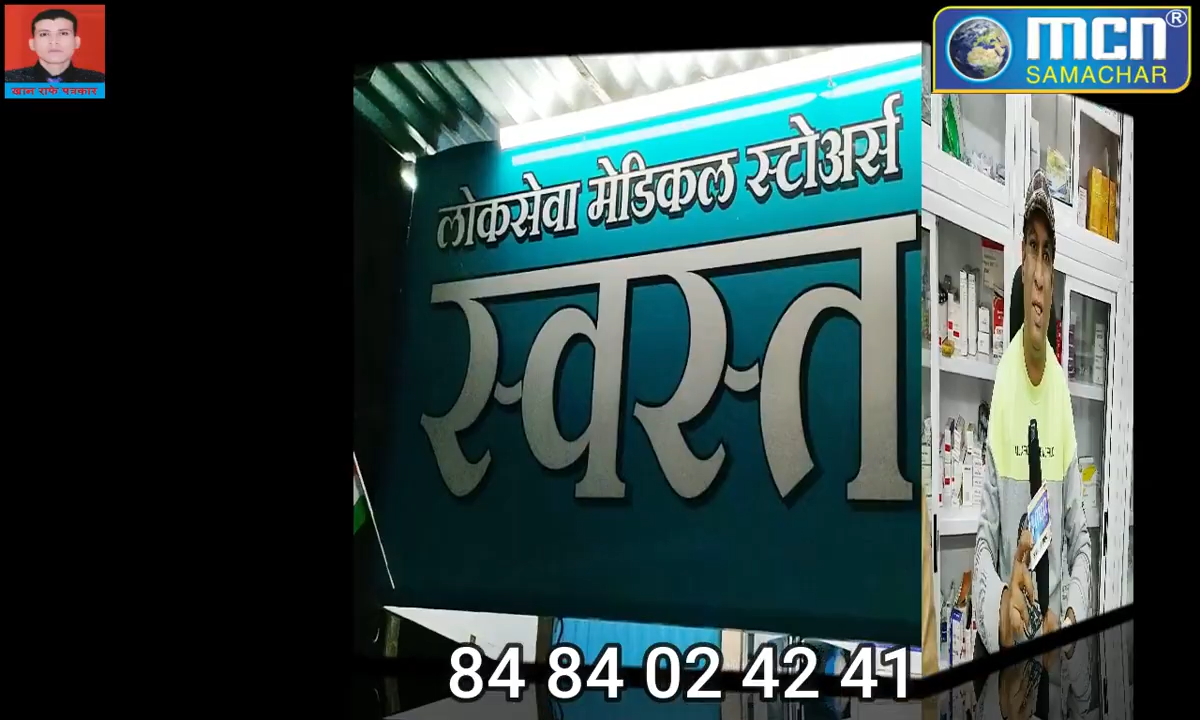 खान राफे पत्रकार
mcn®
SAMACHAR
लोकसेवा मेडिकल स्टोअर्स
स्वस्त
84 84 02 42 41